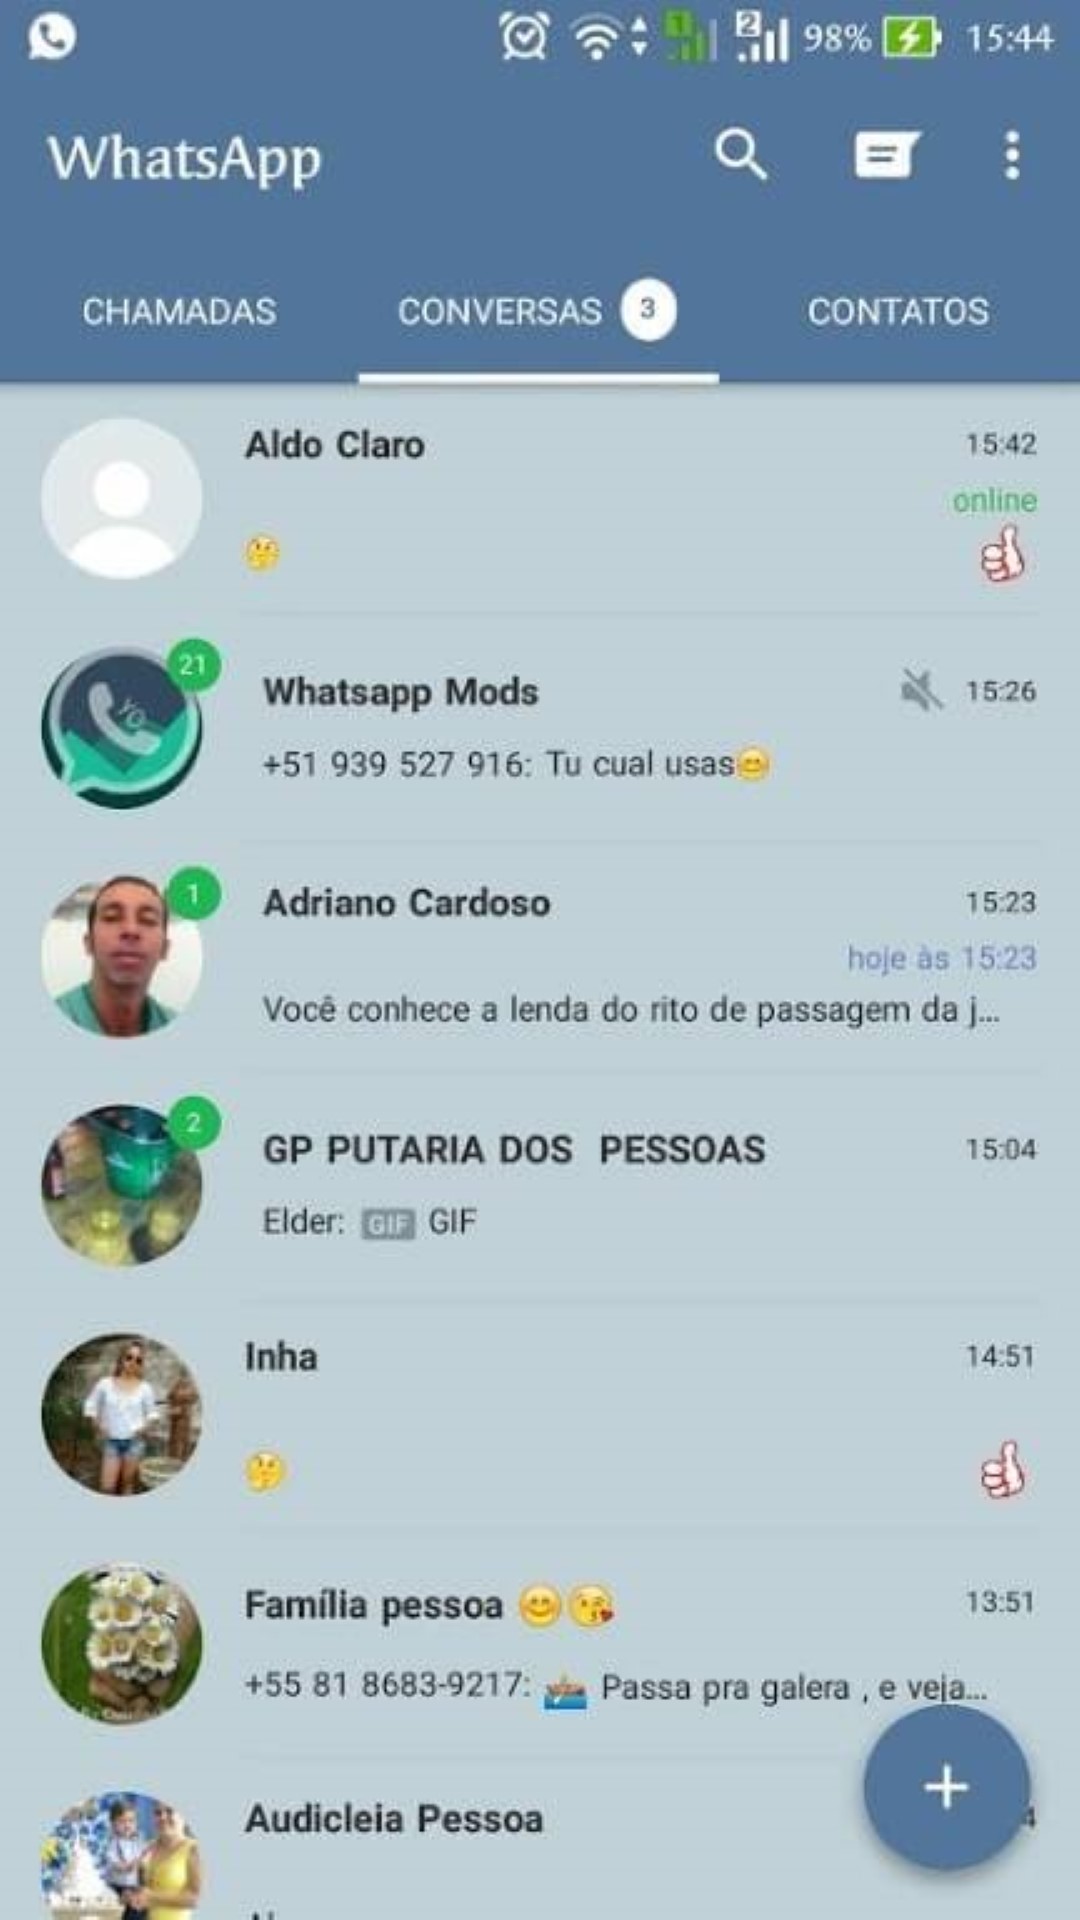 98% 15:44
WhatsApp
CHAMADAS CONVERSAS 3 CONTATOS
Aldo Claro 15:42
online
🤔
21
Whatsapp Mods 15:26
+51 939 527 916: Tu cual usas😊
1
Adriano Cardoso 15:23
hoje às 15:23
Você conhece a lenda do rito de passagem da j...
2
GP PUTARIA DOS PESSOAS 15:04
Elder: GIF GIF
Inha 14:51
🤔
Família pessoa 😊😘 13:51
+55 81 8683-9217: 🚣 Passa pra galera , e veja...
Audicleia Pessoa